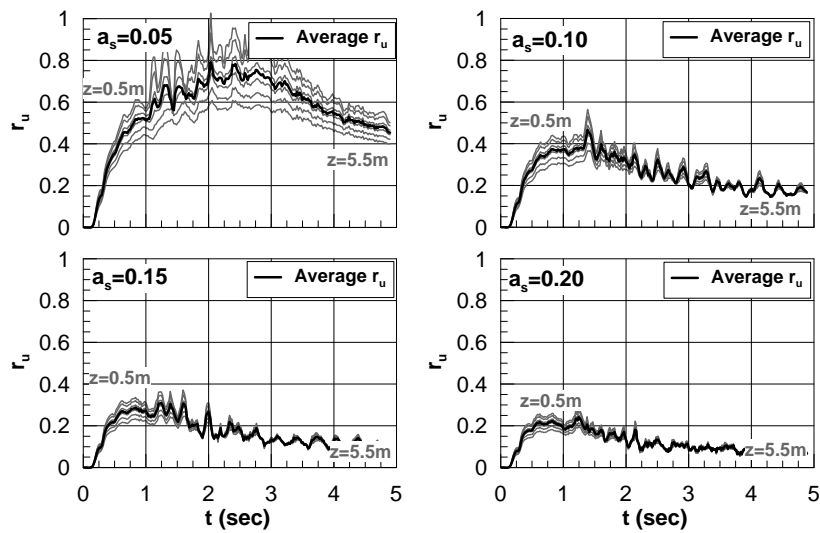 1
0.8
0.6
0.4
0.2
0
r_u
a_s=0.05
Average r_u
z=0.5m
z=5.5m
1
0.8
0.6
0.4
0.2
0
r_u
a_s=0.10
Average r_u
z=0.5m
z=5.5m
1
0.8
0.6
0.4
0.2
0
r_u
a_s=0.15
Average r_u
z=0.5m
z=5.5m
0 1 2 3 4 5
t (sec)
1
0.8
0.6
0.4
0.2
0
r_u
a_s=0.20
Average r_u
z=0.5m
z=5.5m
0 1 2 3 4 5
t (sec)